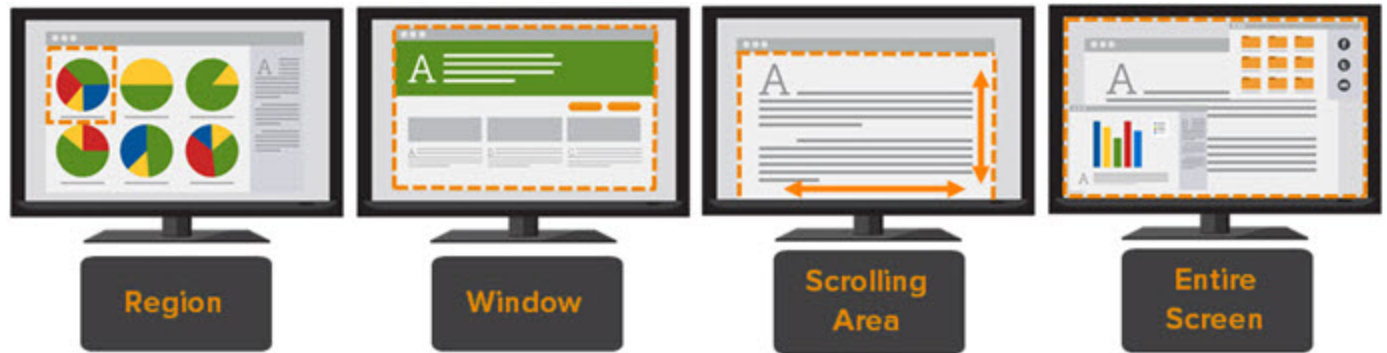 A
A
A
A
A
A
Region
Window
Scrolling
Area
Entire
Screen